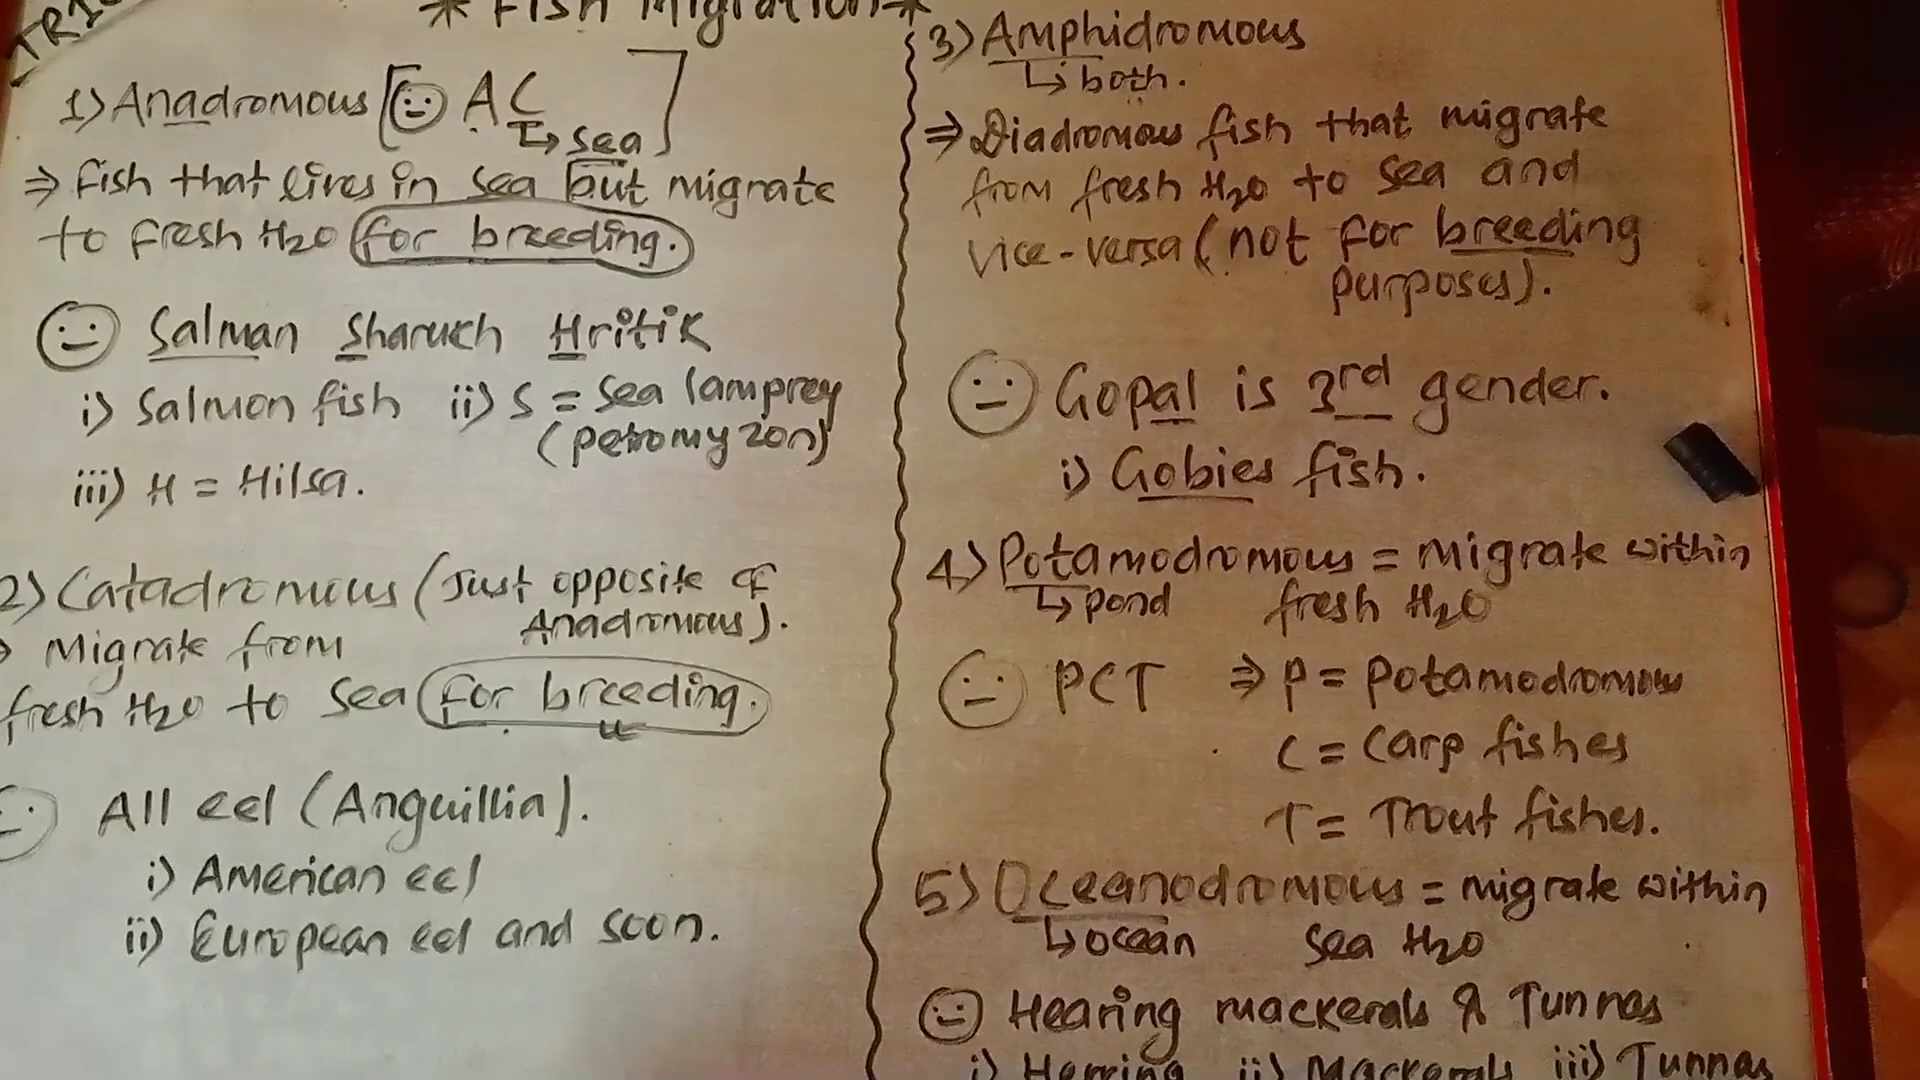 * Fish Migration *
1) Anadromous [ AC ]
↳ sea
⇒ fish that lives in sea but migrate
to fresh H2O for breeding.
Salman Sharuch Hritik
i) Salmon fish ii) S = Sea lamprey
(petromyzon)
iii) H = Hilsa.
2) Catadromous (Just opposite of
Anadromous).
Migrate from
fresh H2O to sea for breeding.
All eel (Anguillia).
i) American eel
ii) European eel and soon.
3) Amphidromous
↳ both.
⇒ Diadromous fish that migrate
from fresh H2O to sea and
vice-versa (not for breeding
purposes).
Gopal is 3rd gender.
i) Gobies fish.
4) Potamodromous = migrate within
↳ pond fresh H2O
PCT ⇒ P = Potamodromous
C = Carp fishes
T = Trout fishes.
5) Oceanodromous = migrate within
↳ ocean sea H2O
Hearing mackerals & Tunnas
i) Herring ii) Mackerals iii) Tunnas